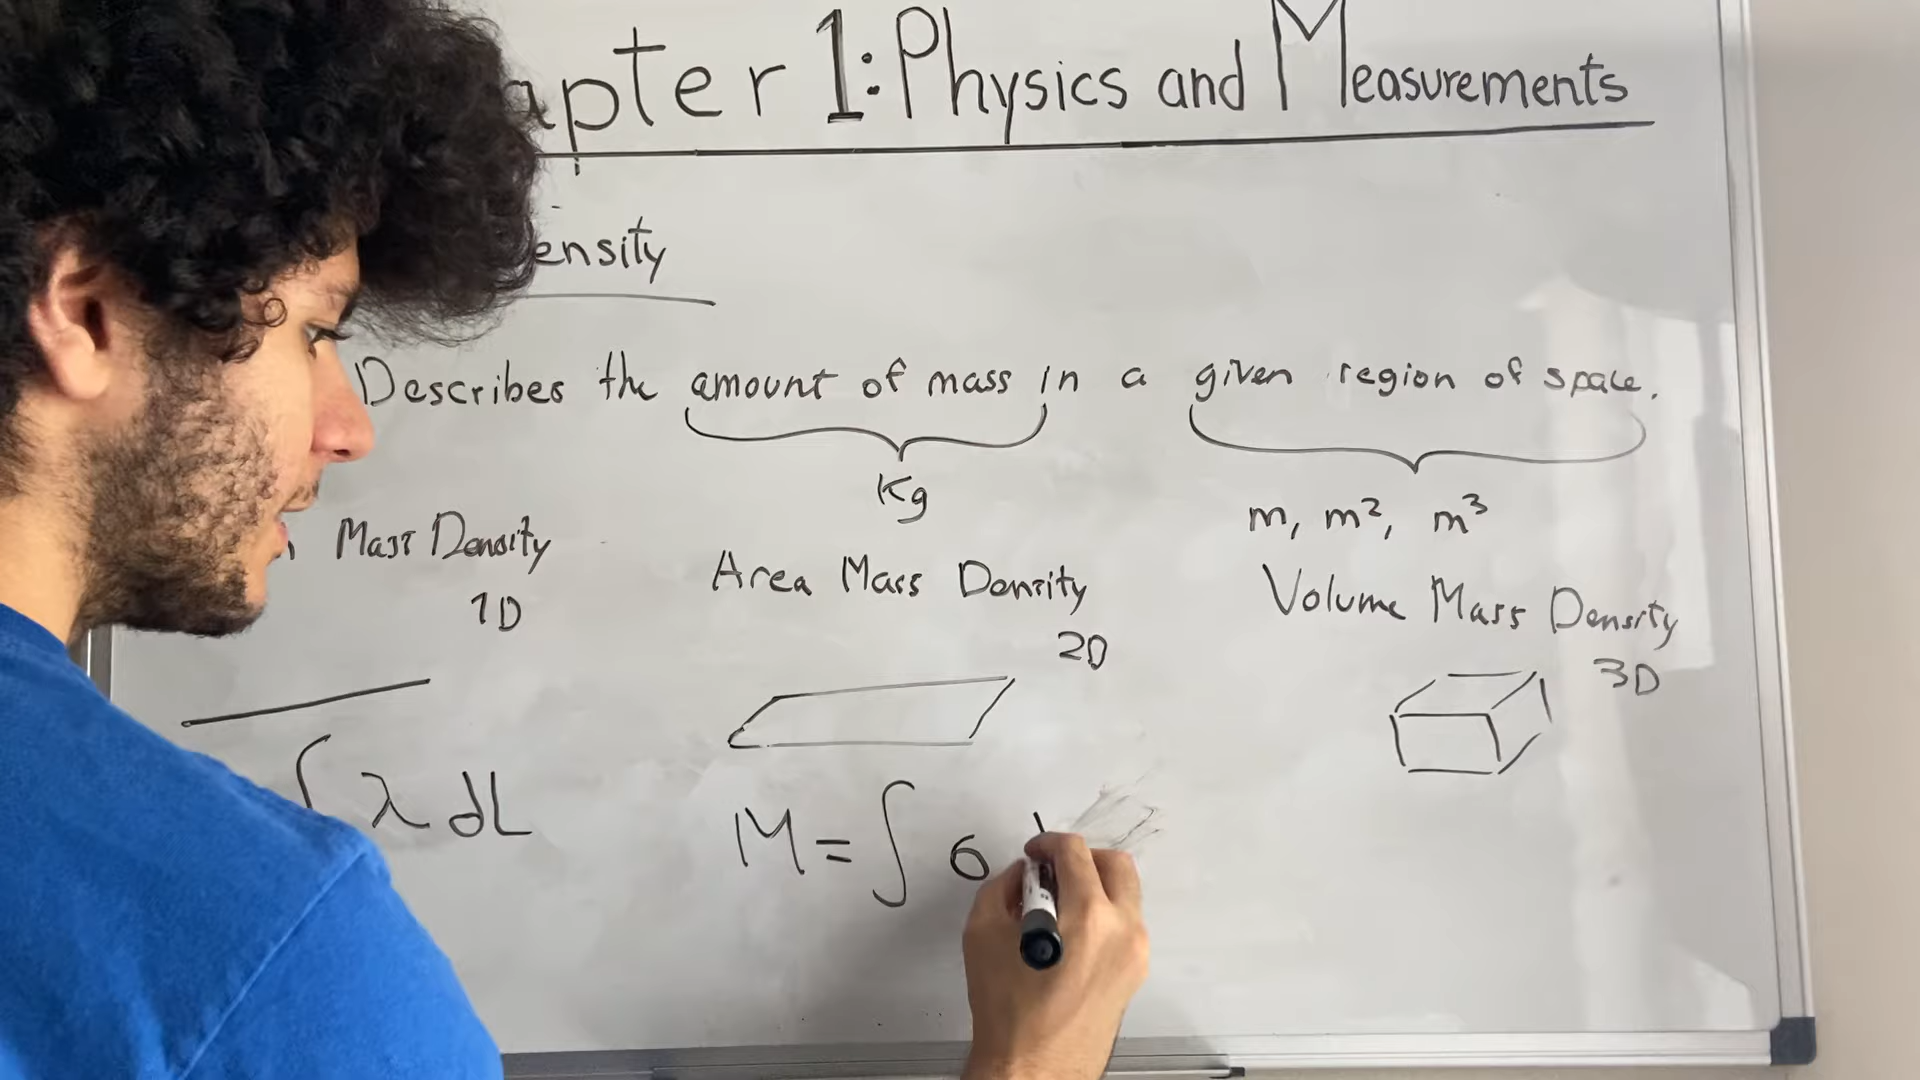 apter 1: Physics and Measurements
ensity
Describes the amount of mass in a given region of space.
Kg
m, m², m³
Mass Density
1D
Area Mass Density
2D
Volume Mass Density
3D
∫ λ dL
M = ∫ σ